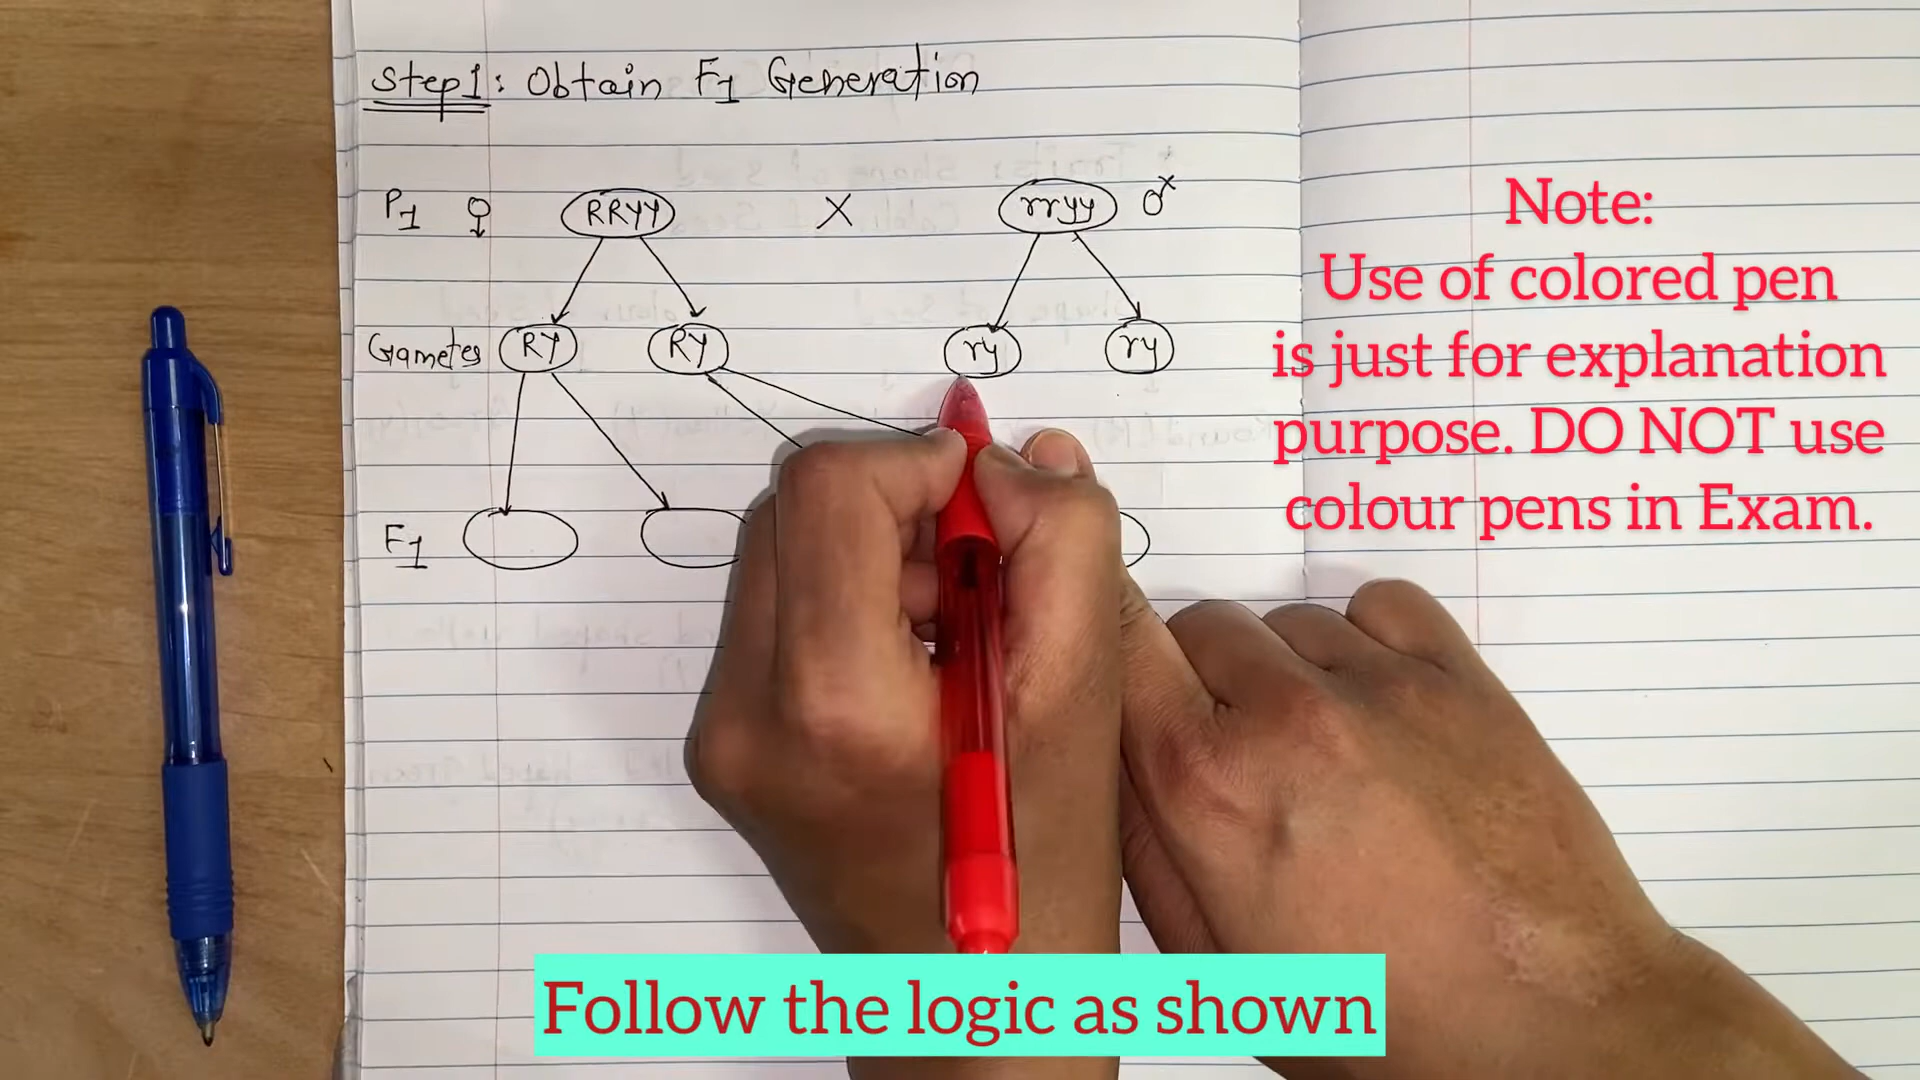 Step1: Obtain F1 Generation
P1 ♀ RRYY X rryy ♂
Gametes RY RY ry ry
F1
Note:
Use of colored pen
is just for explanation
purpose. DO NOT use
colour pens in Exam.
Follow the logic as shown